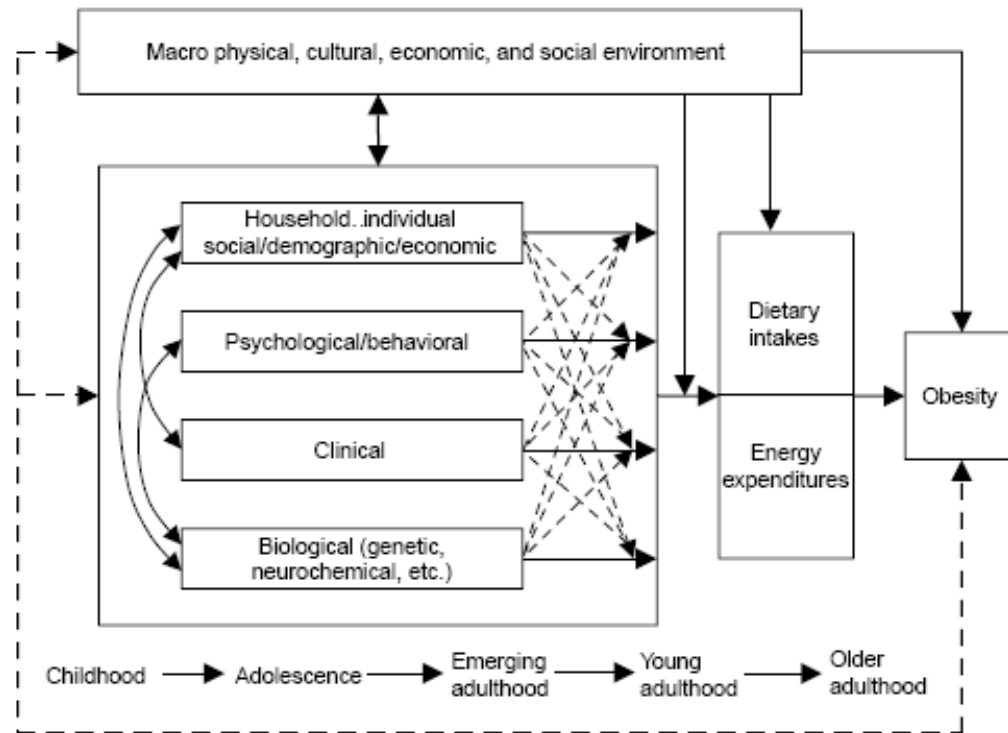 Macro physical, cultural, economic, and social environment
Household..individual
social/demographic/economic
Psychological/behavioral
Clinical
Biological (genetic,
neurochemical, etc.)
Dietary
intakes
Energy
expenditures
Obesity
Childhood
Adolescence
Emerging
adulthood
Young
adulthood
Older
adulthood